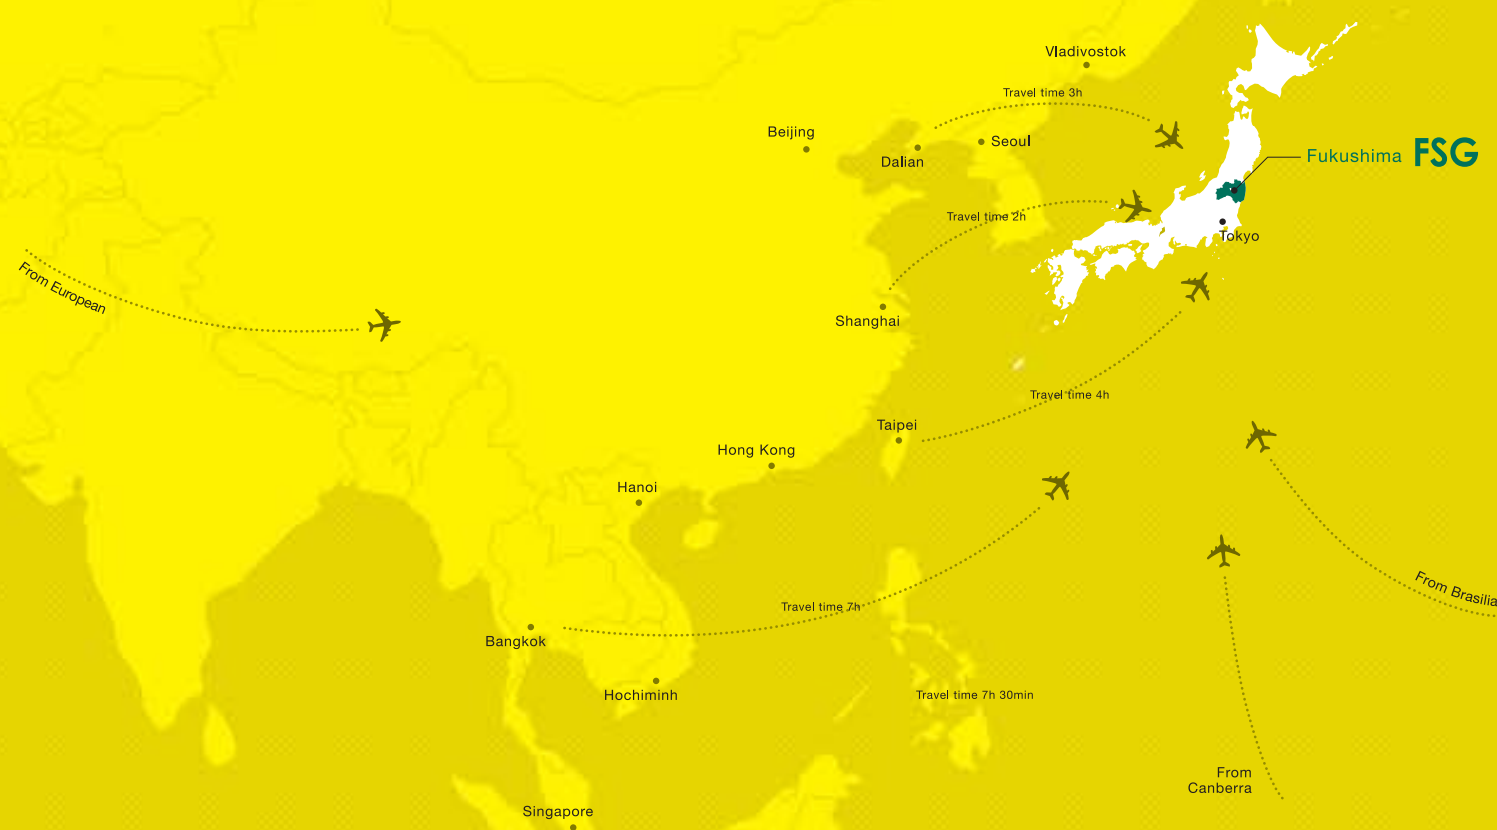 Vladivostok
Travel time 3h
Beijing
Seoul
Dalian
Fukushima FSG
Travel time 2h
Tokyo
From European
Shanghai
Travel time 4h
Taipei
Hong Kong
Hanoi
From Brasilia
Travel time 7h
Bangkok
Hochiminh
Travel time 7h 30min
From
Canberra
Singapore